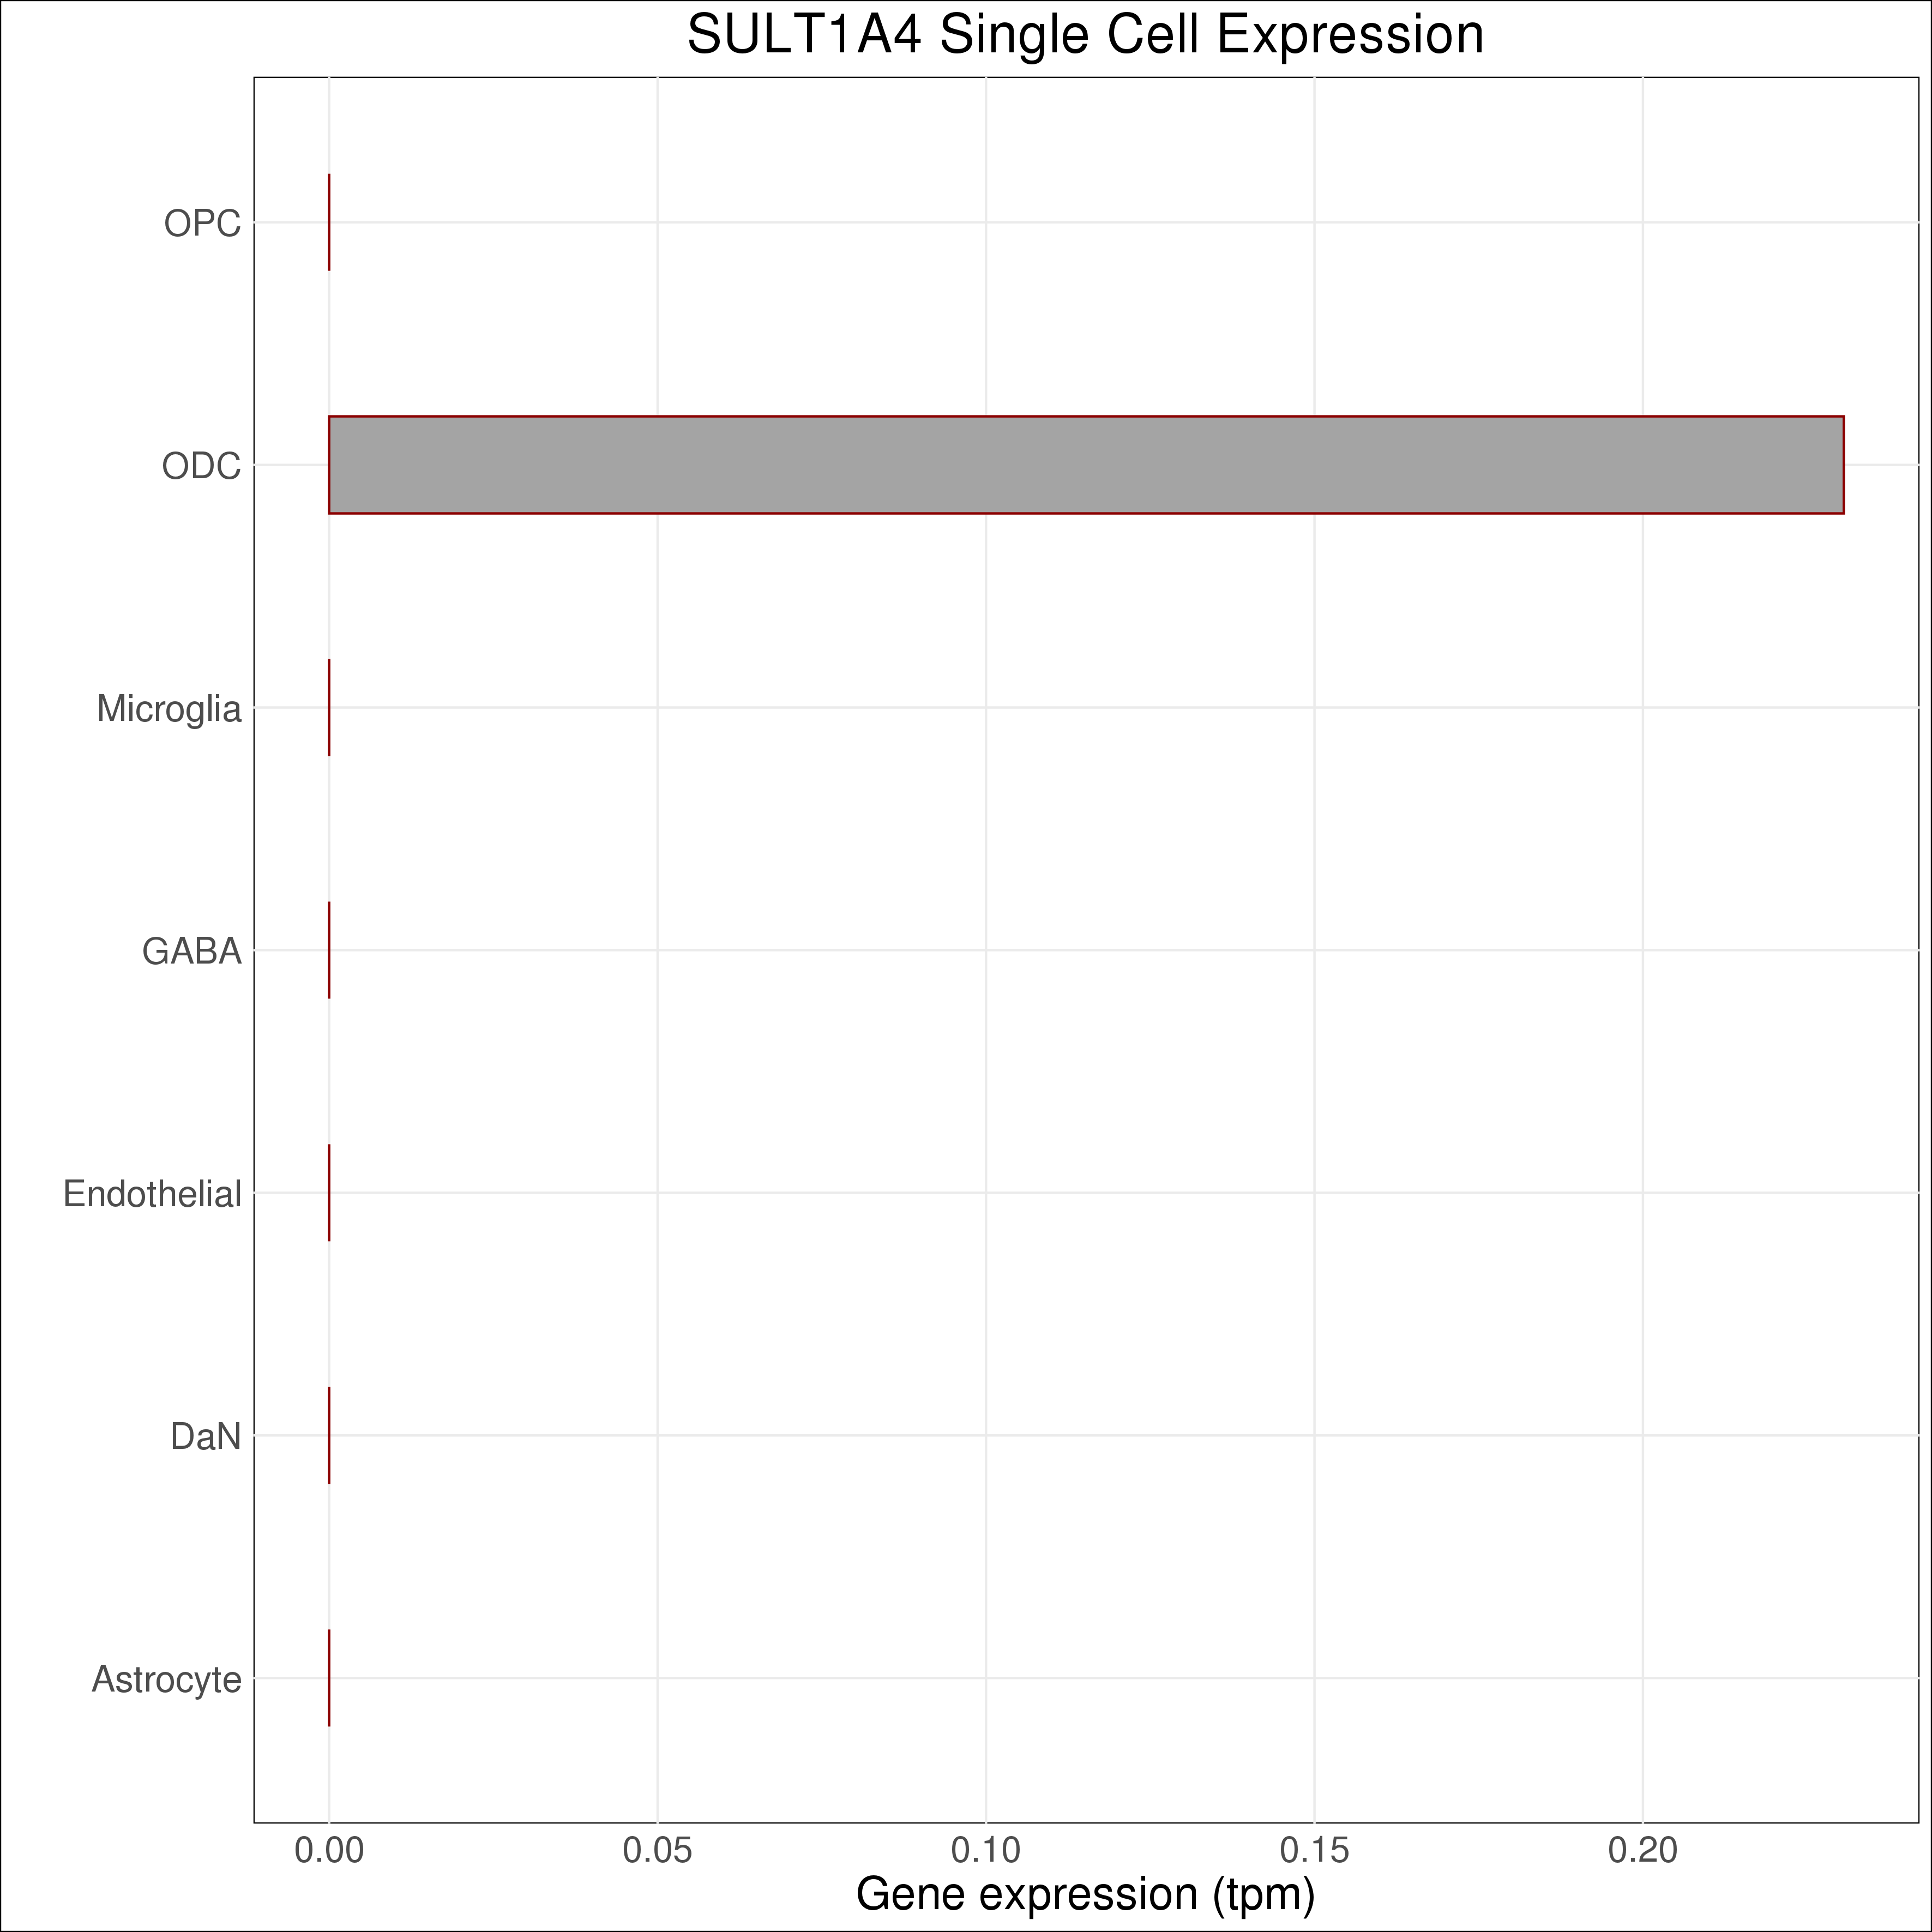 SULT1A4 Single Cell Expression
OPC
ODC
Microglia
GABA
Endothelial
DaN
Astrocyte
0.00 0.05 0.10 0.15 0.20
Gene expression (tpm)